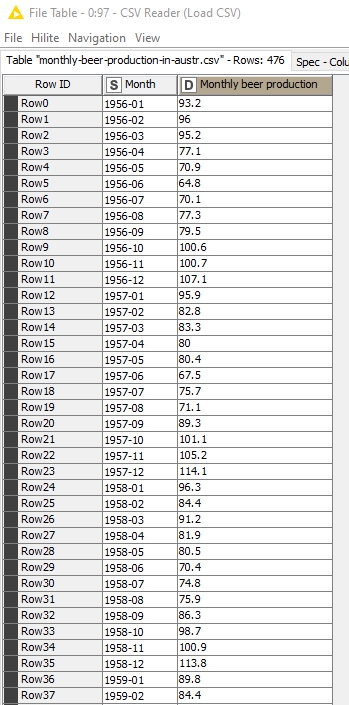 File Table - 0:97 - CSV Reader (Load CSV)
File Hilite Navigation View
Table "monthly-beer-production-in-austr.csv" - Rows: 476 Spec - Colu
Row ID S Month D Monthly beer production
Row0 1956-01 93.2
Row1 1956-02 96
Row2 1956-03 95.2
Row3 1956-04 77.1
Row4 1956-05 70.9
Row5 1956-06 64.8
Row6 1956-07 70.1
Row7 1956-08 77.3
Row8 1956-09 79.5
Row9 1956-10 100.6
Row10 1956-11 100.7
Row11 1956-12 107.1
Row12 1957-01 95.9
Row13 1957-02 82.8
Row14 1957-03 83.3
Row15 1957-04 80
Row16 1957-05 80.4
Row17 1957-06 67.5
Row18 1957-07 75.7
Row19 1957-08 71.1
Row20 1957-09 89.3
Row21 1957-10 101.1
Row22 1957-11 105.2
Row23 1957-12 114.1
Row24 1958-01 96.3
Row25 1958-02 84.4
Row26 1958-03 91.2
Row27 1958-04 81.9
Row28 1958-05 80.5
Row29 1958-06 70.4
Row30 1958-07 74.8
Row31 1958-08 75.9
Row32 1958-09 86.3
Row33 1958-10 98.7
Row34 1958-11 100.9
Row35 1958-12 113.8
Row36 1959-01 89.8
Row37 1959-02 84.4